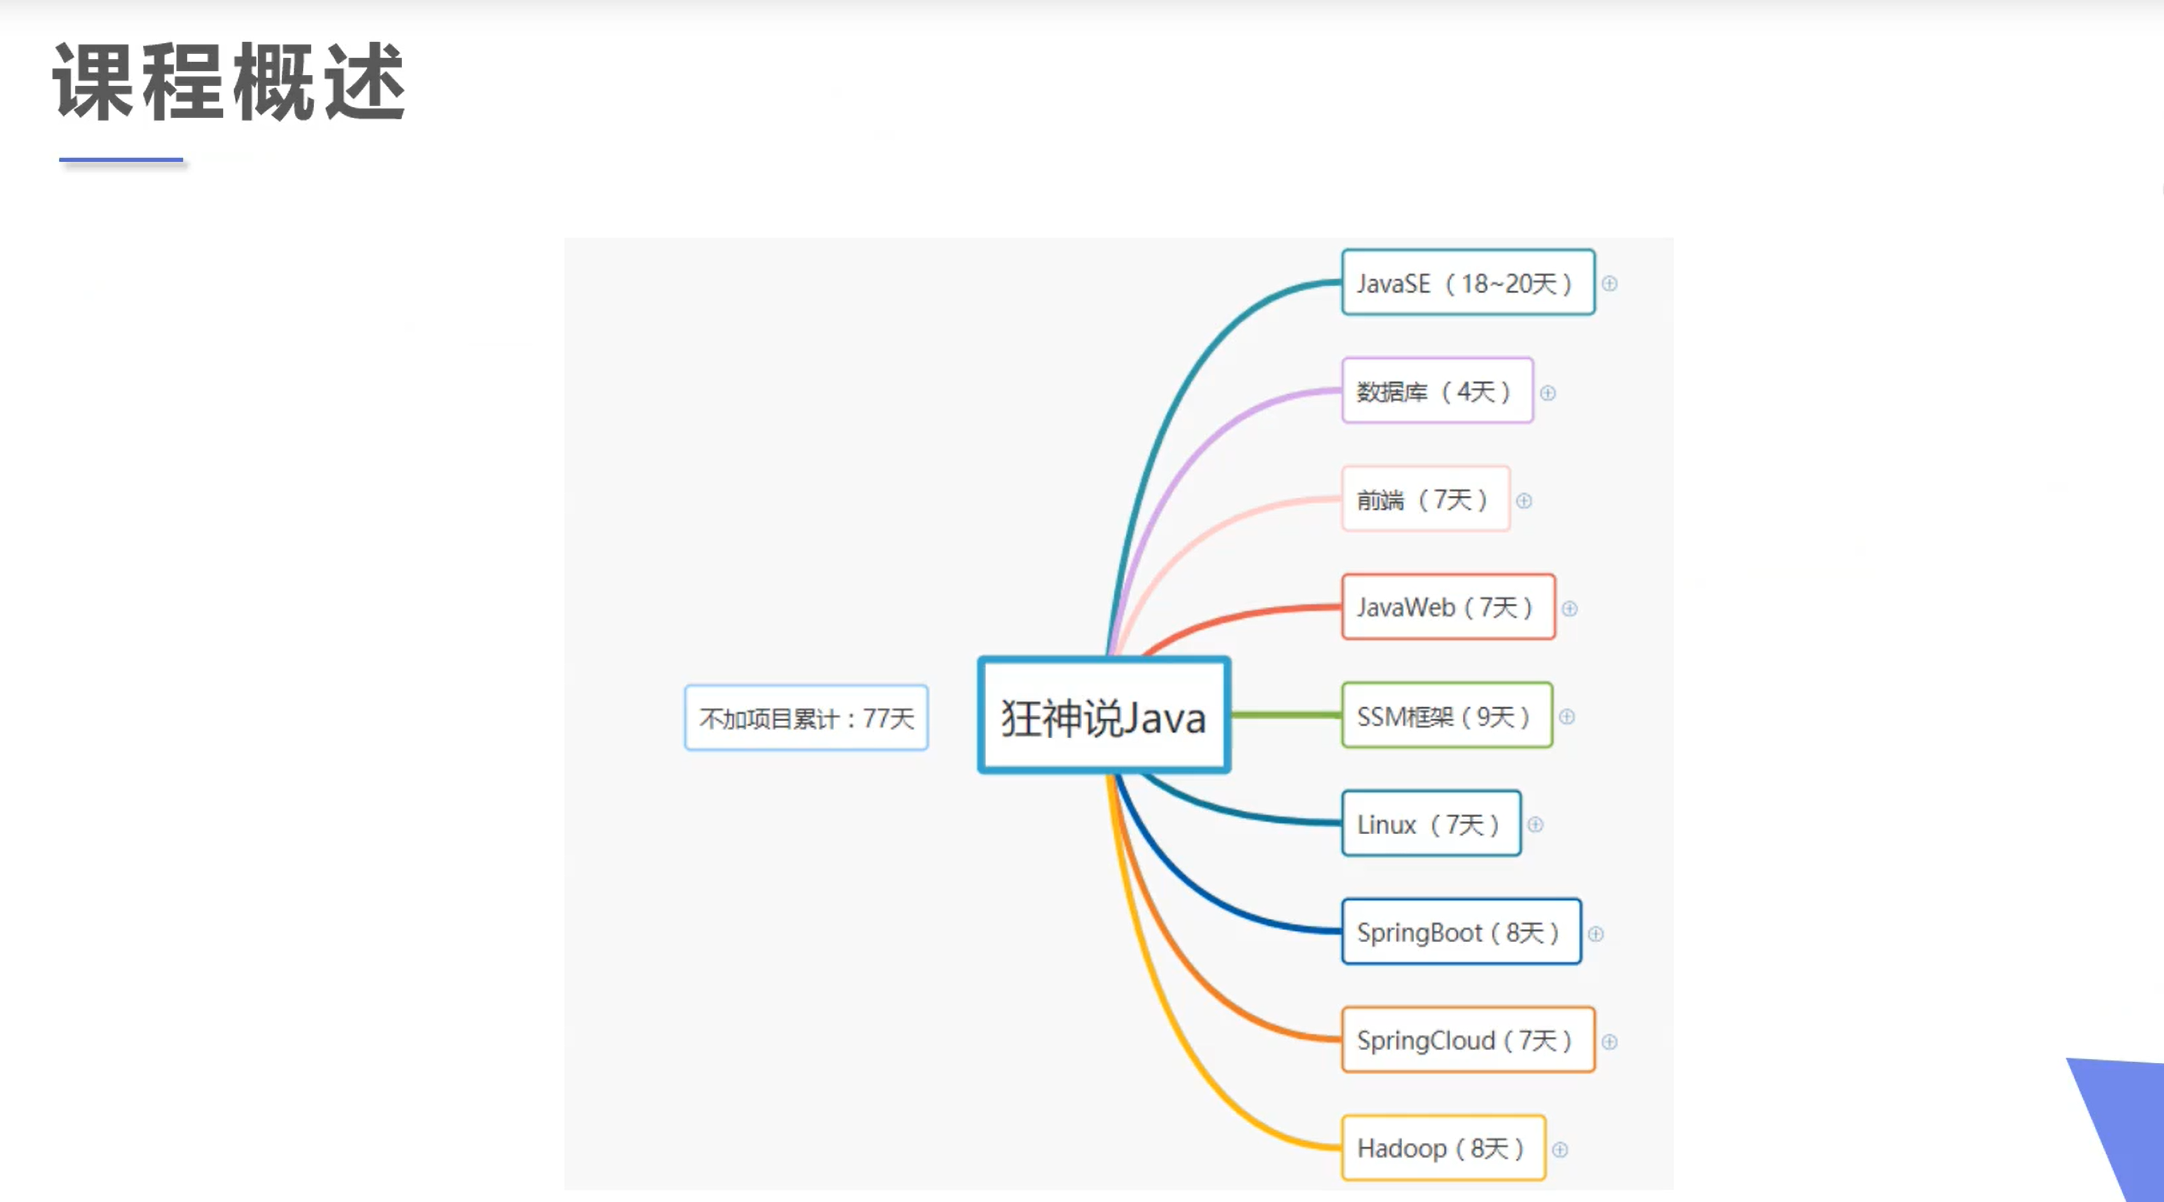 课程概述
JavaSE（18~20天）
数据库（4天）
前端（7天）
JavaWeb（7天）
不加项目累计：77天
狂神说Java
SSM框架（9天）
Linux（7天）
SpringBoot（8天）
SpringCloud（7天）
Hadoop（8天）